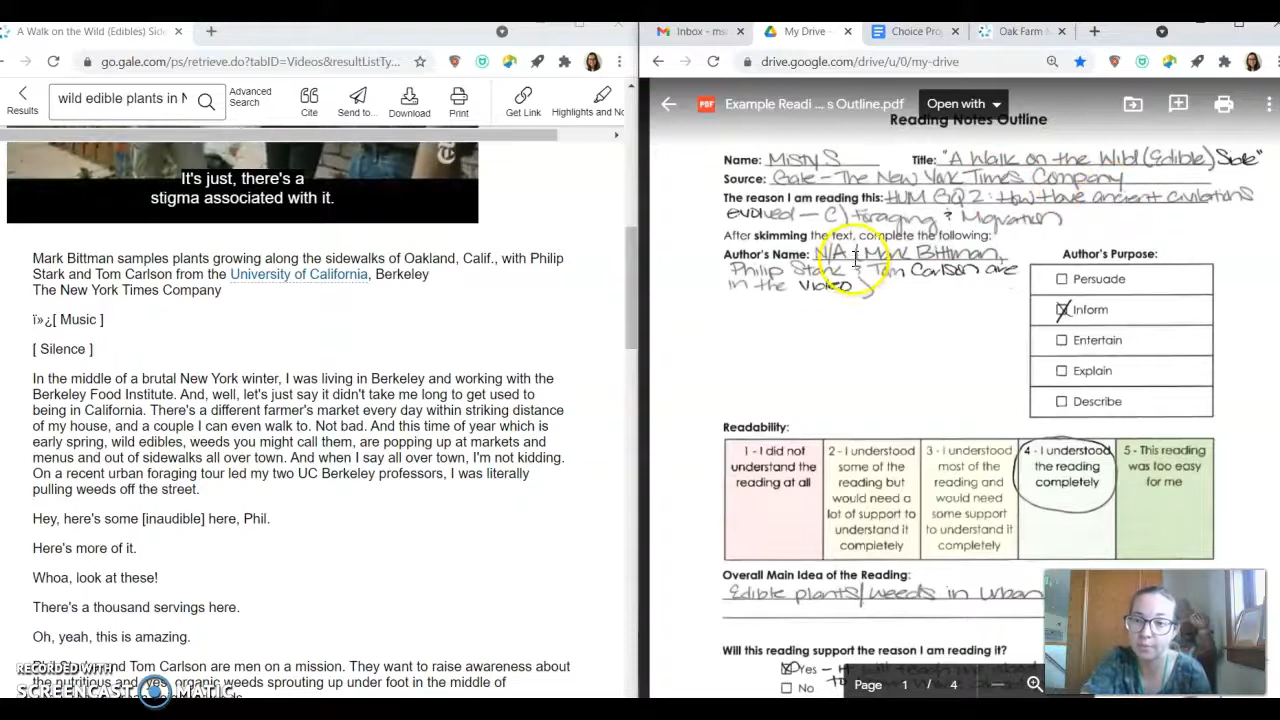 A Walk on the Wild (Edibles) Sid
go.gale.com/ps/retrieve.do?tabID=Videos&resultListTy...
Results
wild edible plants in N
Advanced Search
Cite
Send to...
Download
Print
Get Link
Highlights and No
It's just, there's a
stigma associated with it.
Mark Bittman samples plants growing along the sidewalks of Oakland, Calif., with Philip
Stark and Tom Carlson from the University of California, Berkeley
The New York Times Company
ï»¿[ Music ]
[ Silence ]
In the middle of a brutal New York winter, I was living in Berkeley and working with the
Berkeley Food Institute. And, well, let's just say it didn't take me long to get used to
being in California. There's a different farmer's market every day within striking distance
of my house, and a couple I can even walk to. Not bad. And this time of year which is
early spring, wild edibles, weeds you might call them, are popping up at markets and
menus and out of sidewalks all over town. And when I say all over town, I'm not kidding.
On a recent urban foraging tour led my two UC Berkeley professors, I was literally
pulling weeds off the street.
Hey, here's some [inaudible] here, Phil.
Here's more of it.
Whoa, look at these!
There's a thousand servings here.
Oh, yeah, this is amazing.
and Tom Carlson are men on a mission. They want to raise awareness about
the nutritious and organic weeds sprouting up under foot in the middle of
RECORDED WITH
SCREENCAST-O-MATIC
Inbox - ms
My Drive -
Choice Proj
Oak Farm M
drive.google.com/drive/u/0/my-drive
PDF Example Readi ... s Outline.pdf
Open with
Reading Notes Outline
Name: Misty S Title: "A Walk on the Wild (Edible) Side"
Source: Gale - The New York Times Company
The reason I am reading this: HUM GQ2: How have ancient civilizations
evolved - C) Foraging & Migration
After skimming the text, complete the following:
Author's Name: N/A Mark Bittman,
Philip Stark & Tom Carlson are
in the video)
Author's Purpose:
Persuade
Inform
Entertain
Explain
Describe
Readability:
1 - I did not understand the reading at all
2 - I understood some of the reading but would need a lot of support to understand it completely
3 - I understood most of the reading and would need some support to understand it completely
4 - I understood the reading completely
5 - This reading was too easy for me
Overall Main Idea of the Reading:
Edible plants/weeds in urban
Will this reading support the reason I am reading it?
Yes - it will teach me
No
Page 1 / 4